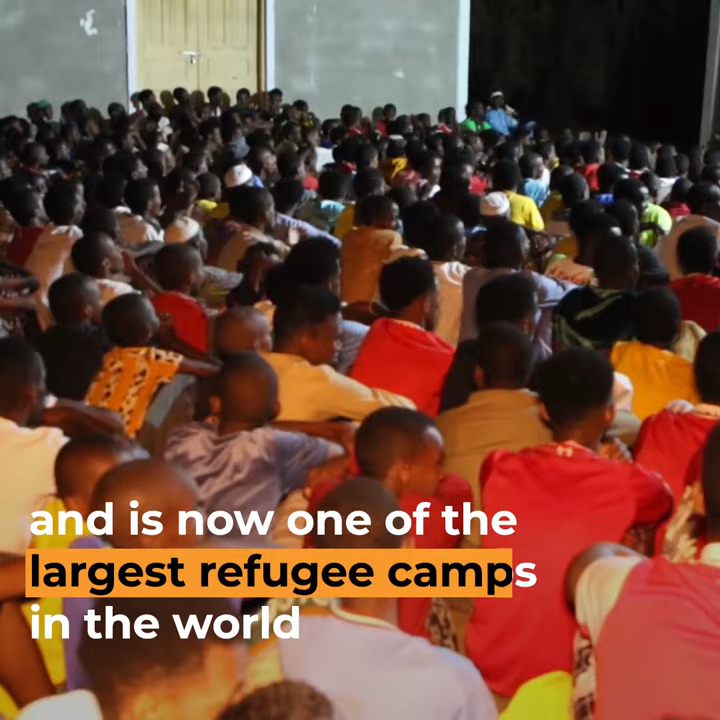 and is now one of the
largest refugee camps
in the world